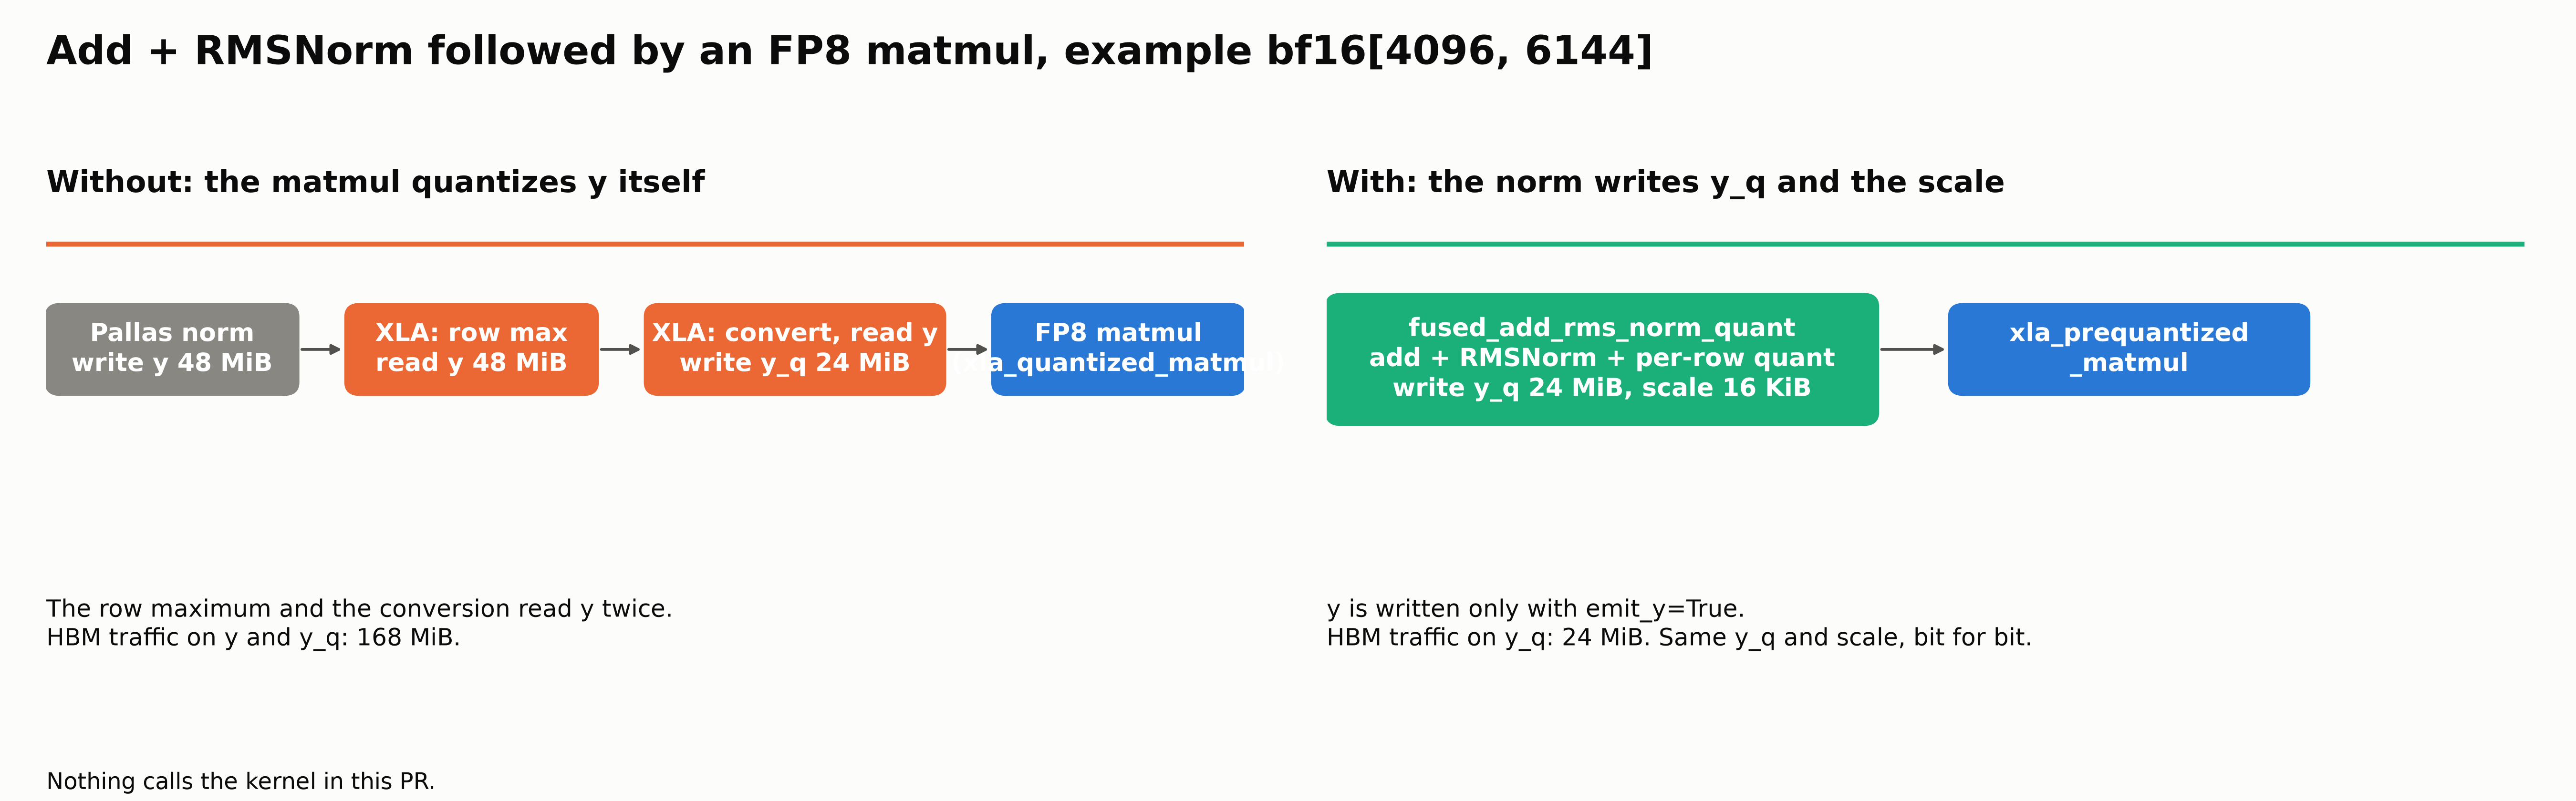 Add + RMSNorm followed by an FP8 matmul, example bf16[4096, 6144]
Without: the matmul quantizes y itself
Pallas norm
write y 48 MiB
XLA: row max
read y 48 MiB
XLA: convert, read y
write y_q 24 MiB
FP8 matmul
a_quantized_matmul)
The row maximum and the conversion read y twice.
HBM traffic on y and y_q: 168 MiB.
With: the norm writes y_q and the scale
fused_add_rms_norm_quant
add + RMSNorm + per-row quant
write y_q 24 MiB, scale 16 KiB
xla_prequantized
_matmul
y is written only with emit_y=True.
HBM traffic on y_q: 24 MiB. Same y_q and scale, bit for bit.
Nothing calls the kernel in this PR.